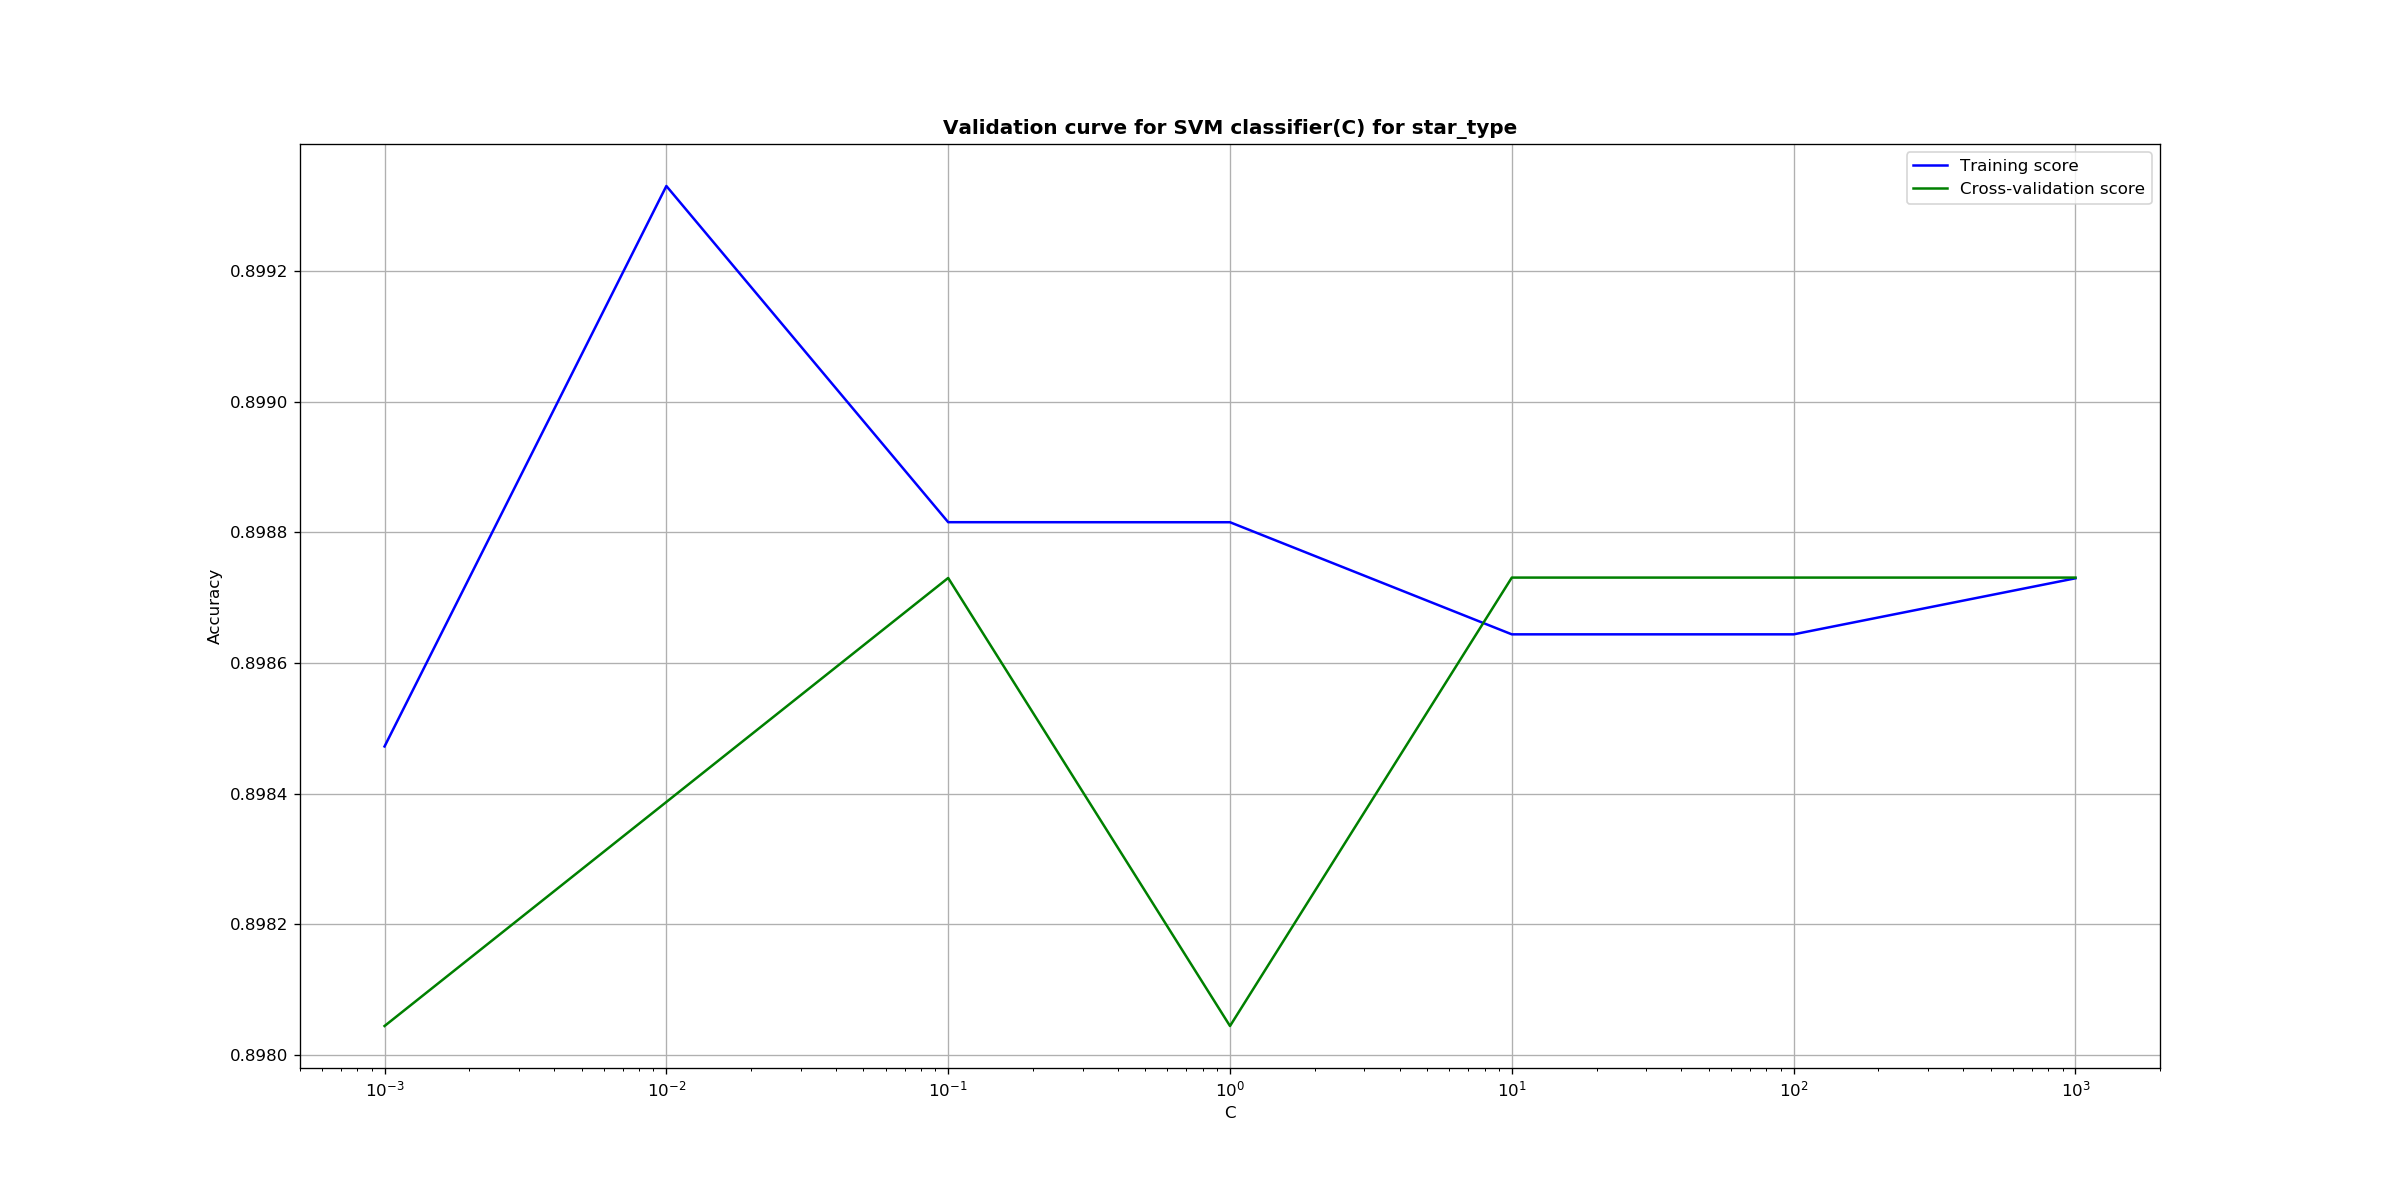 Validation curve for SVM classifier(C) for star_type
Training score
Cross-validation score
Accuracy
0.8992
0.8990
0.8988
0.8986
0.8984
0.8982
0.8980
10⁻³ 10⁻² 10⁻¹ 10⁰ 10¹ 10² 10³
C